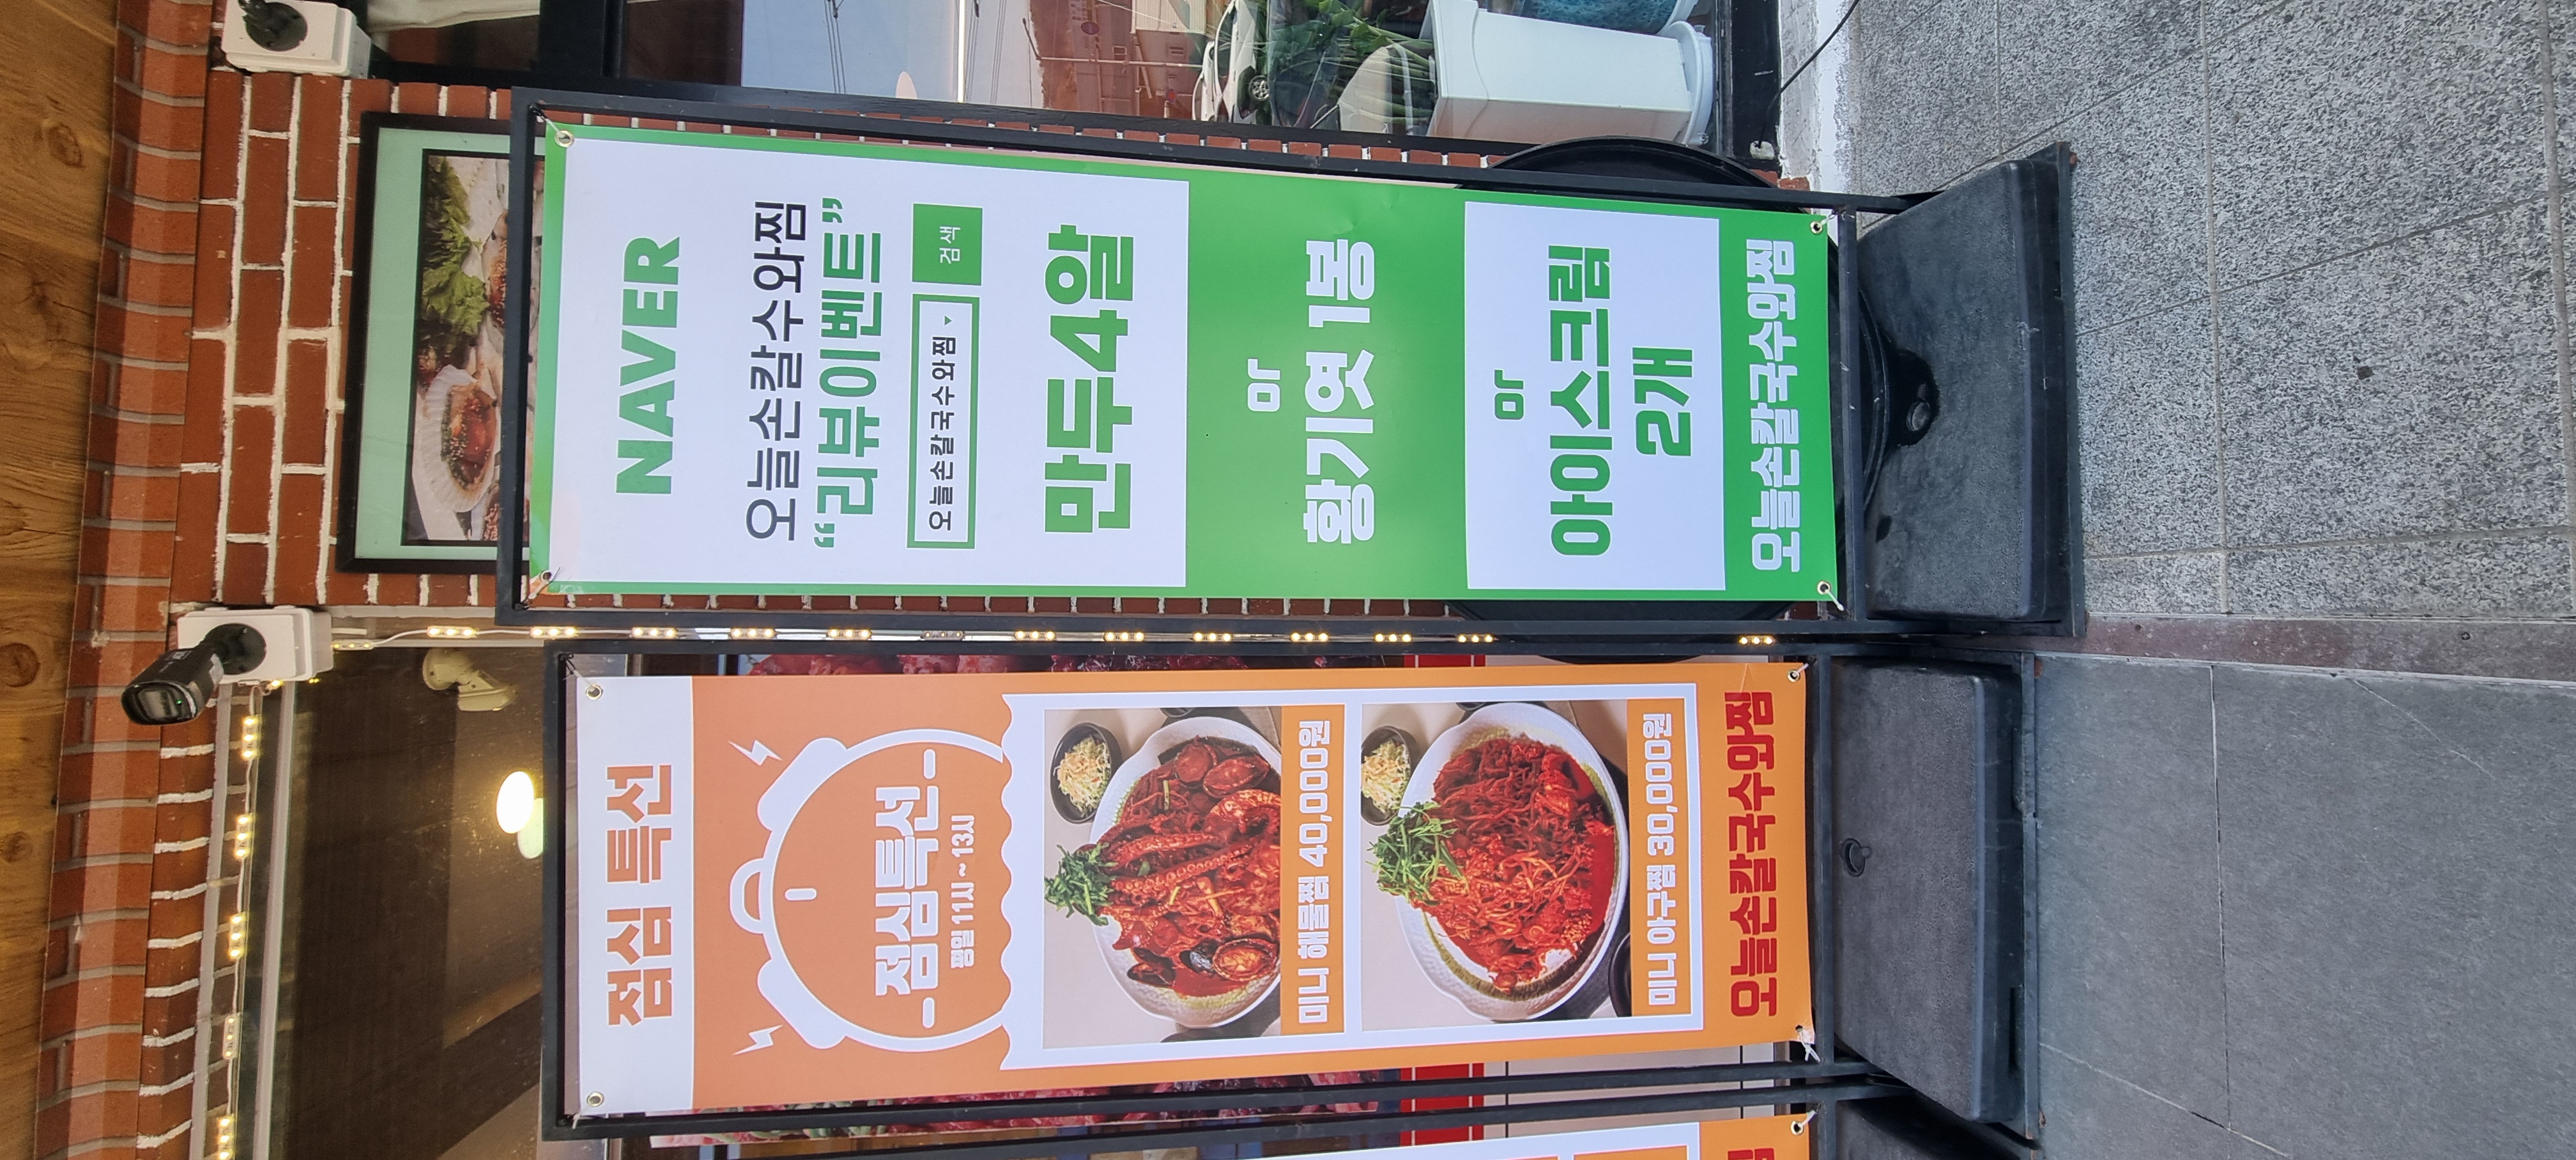 점심 특선
점심특선
평일 11시 ~ 13시
미니 해물찜 40,000원
미니 아구찜 30,000원
오늘손칼국수와찜
NAVER
오늘손칼수와찜
“리뷰이벤트”
오늘손칼국수와찜 검색
만두4알
or
황기엿 1봉
or
아이스크림
2개
오늘손칼국수와찜